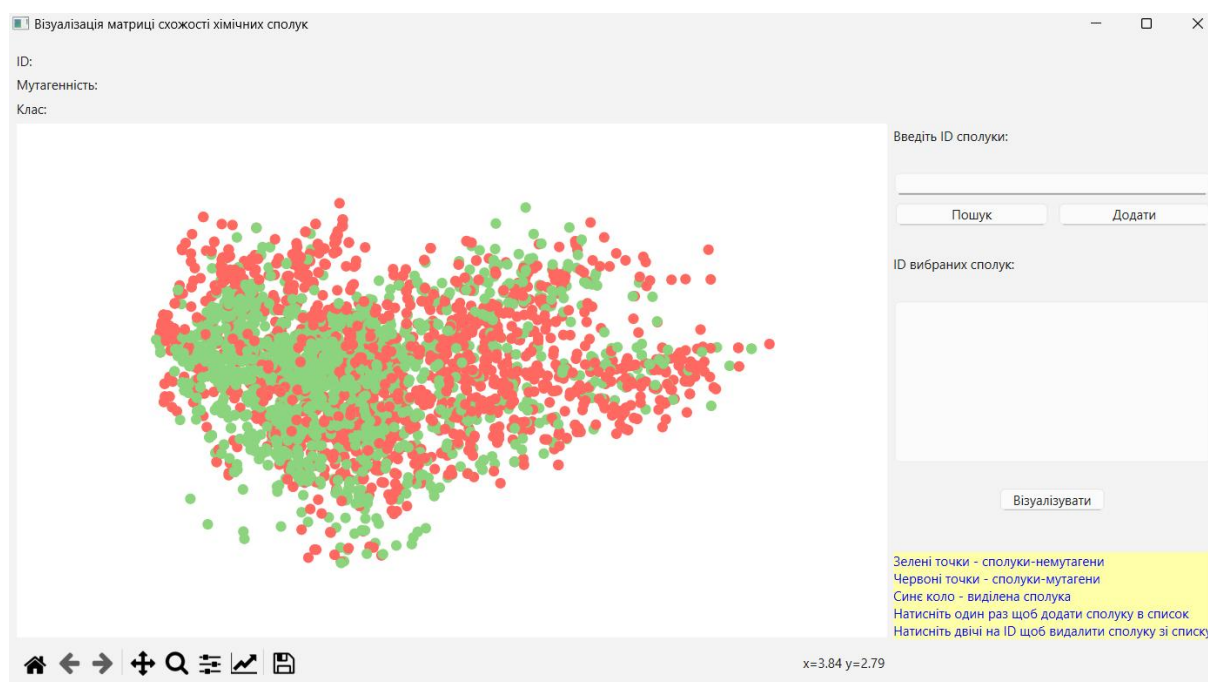 Візуалізація матриці схожості хімічних сполук
ID:
Мутагенність:
Клас:
Введіть ID сполуки:
Пошук
Додати
ID вибраних сполук:
Візуалізувати
Зелені точки - сполуки-немутагени
Червоні точки - сполуки-мутагени
Синє коло - виділена сполука
Натисніть один раз щоб додати сполуку в список
Натисніть двічі на ID щоб видалити сполуку зі списку
x=3.84 y=2.79